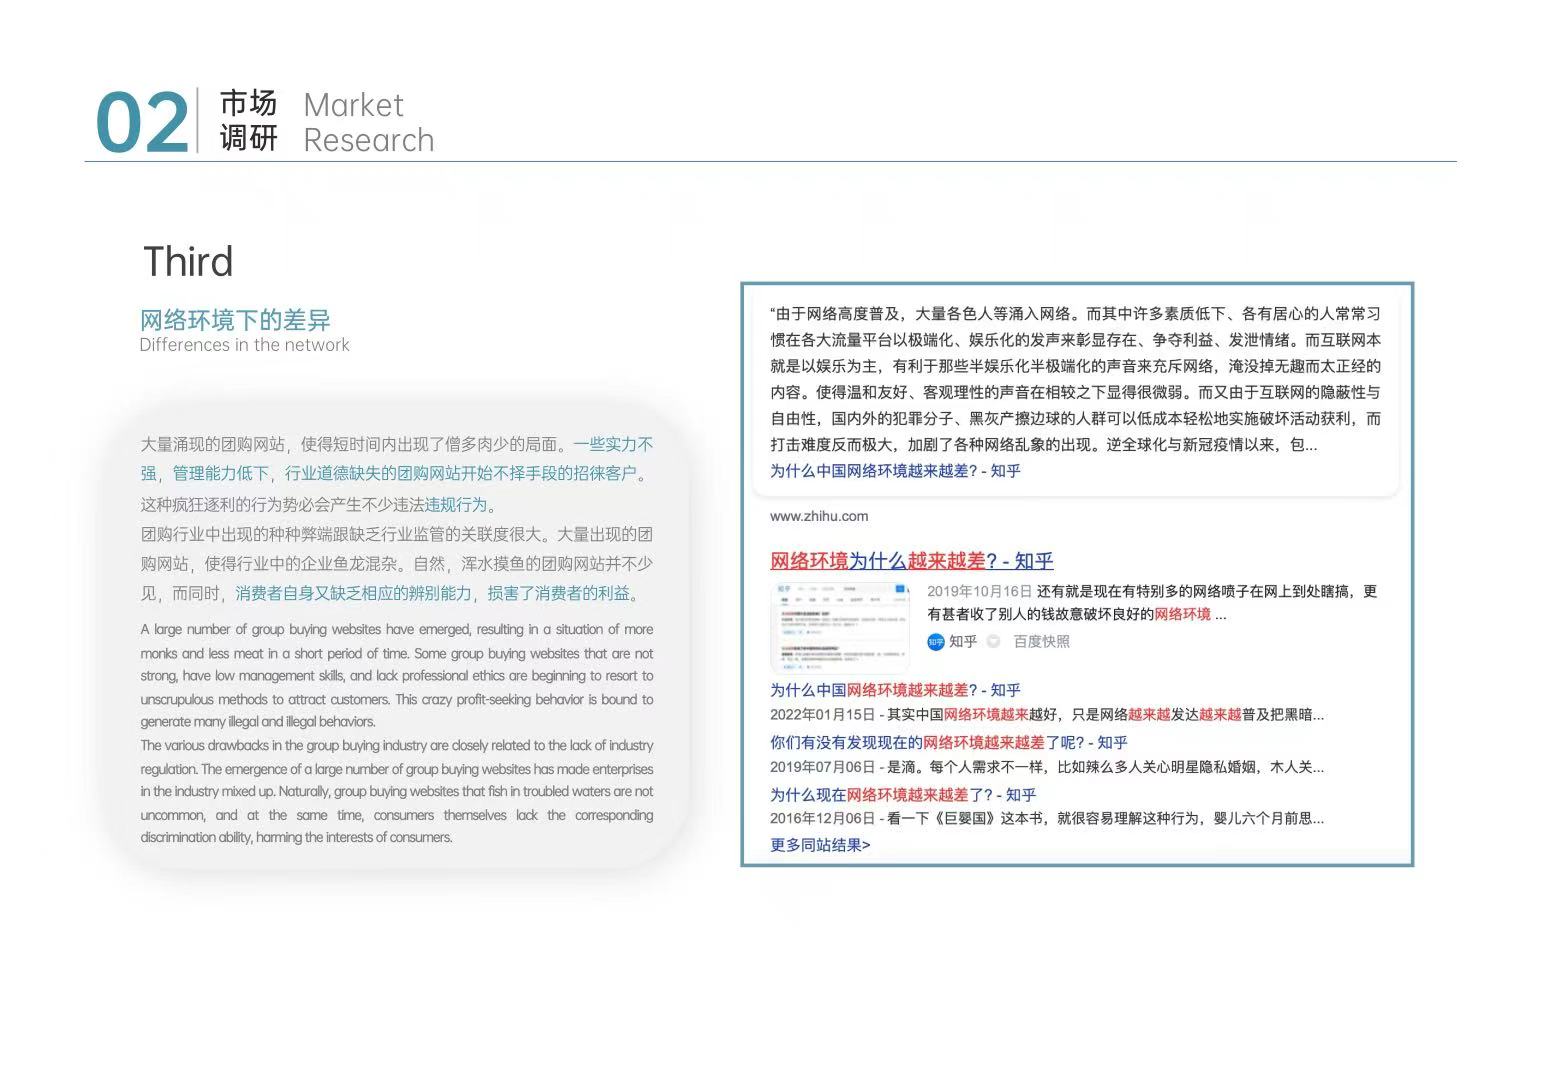 02
市场
调研
Market
Research
Third
网络环境下的差异
Differences in the network
大量涌现的团购网站，使得短时间内出现了僧多肉少的局面。一些实力不
强，管理能力低下，行业道德缺失的团购网站开始不择手段的招徕客户。
这种疯狂逐利的行为势必会产生不少违法违规行为。
团购行业中出现的种种弊端跟缺乏行业监管的关联度很大。大量出现的团
购网站，使得行业中的企业鱼龙混杂。自然，浑水摸鱼的团购网站并不少
见，而同时，消费者自身又缺乏相应的辨别能力，损害了消费者的利益。
A large number of group buying websites have emerged, resulting in a situation of more
monks and less meat in a short period of time. Some group buying websites that are not
strong, have low management skills, and lack professional ethics are beginning to resort to
unscrupulous methods to attract customers. This crazy profit-seeking behavior is bound to
generate many illegal and illegal behaviors.
The various drawbacks in the group buying industry are closely related to the lack of industry
regulation. The emergence of a large number of group buying websites has made enterprises
in the industry mixed up. Naturally, group buying websites that fish in troubled waters are not
uncommon, and at the same time, consumers themselves lack the corresponding
discrimination ability, harming the interests of consumers.
“由于网络高度普及，大量各色人等涌入网络。而其中许多素质低下、各有居心的人常常习
惯在各大流量平台以极端化、娱乐化的发声来彰显存在、争夺利益、发泄情绪。而互联网本
就是以娱乐为主，有利于那些半娱乐化半极端化的声音来充斥网络，淹没掉无趣而太正经的
内容。使得温和友好、客观理性的声音在相较之下显得很微弱。而又由于互联网的隐蔽性与
自由性，国内外的犯罪分子、黑灰产擦边球的人群可以低成本轻松地实施破坏活动获利，而
打击难度反而极大，加剧了各种网络乱象的出现。逆全球化与新冠疫情以来，包...
为什么中国网络环境越来越差? - 知乎
www.zhihu.com
网络环境为什么越来越差? - 知乎
2019年10月16日 还有就是现在有特别多的网络喷子在网上到处瞎搞，更
有甚者收了别人的钱故意破坏良好的网络环境 ...
知乎 知乎 百度快照
为什么中国网络环境越来越差? - 知乎
2022年01月15日 - 其实中国网络环境越来越好，只是网络越来越发达越来越普及把黑暗...
你们有没有发现现在的网络环境越来越差了呢? - 知乎
2019年07月06日 - 是滴。每个人需求不一样，比如辣么多人关心明星隐私婚姻，木人关...
为什么现在网络环境越来越差了? - 知乎
2016年12月06日 - 看一下《巨婴国》这本书，就很容易理解这种行为，婴儿六个月前思...
更多同站结果>